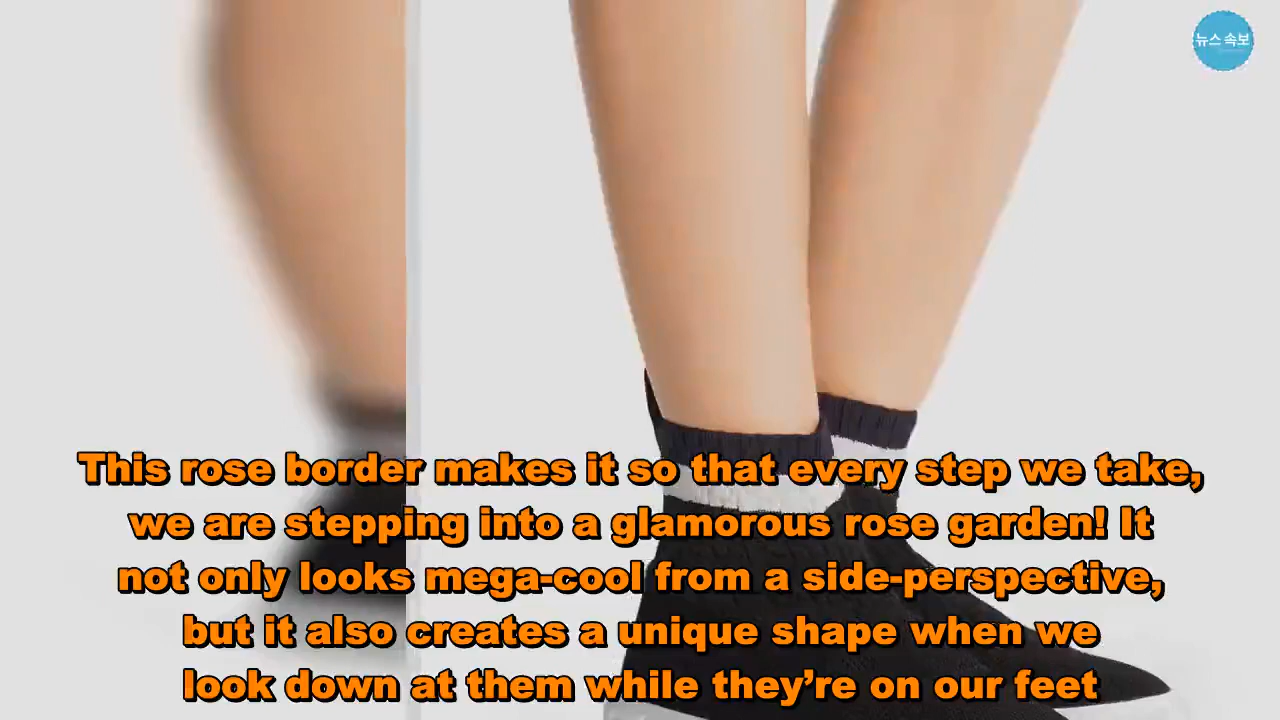 뉴스 속보
This rose border makes it so that every step we take,
we are stepping into a glamorous rose garden! It
not only looks mega-cool from a side-perspective,
but it also creates a unique shape when we
look down at them while they’re on our feet